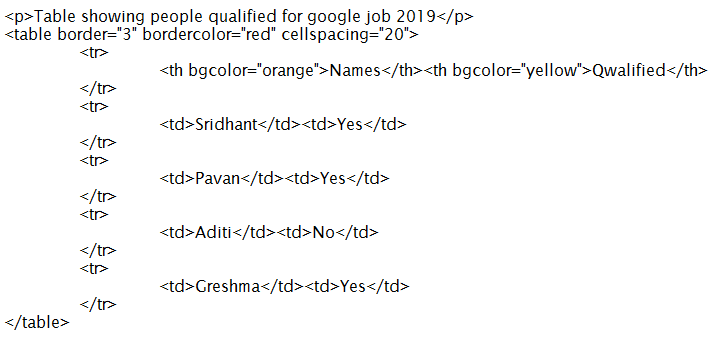 <p>Table showing people qualified for google job 2019</p>
<table border="3" bordercolor="red" cellspacing="20">
<tr>
<th bgcolor="orange">Names</th><th bgcolor="yellow">Qwalified</th>
</tr>
<tr>
<td>Sridhant</td><td>Yes</td>
</tr>
<tr>
<td>Pavan</td><td>Yes</td>
</tr>
<tr>
<td>Aditi</td><td>No</td>
</tr>
<tr>
<td>Greshma</td><td>Yes</td>
</tr>
</table>